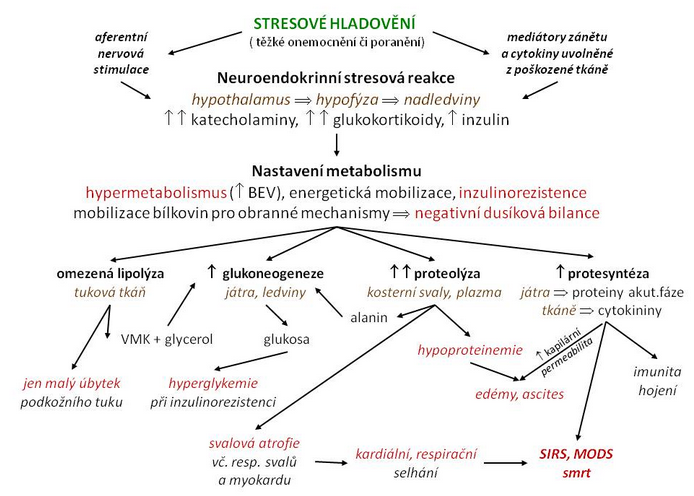 STRESOVÉ HLADOVĚNÍ
( těžké onemocnění či poranění)
aferentní
nervová
stimulace
mediátory zánětu
a cytokiny uvolněné
z poškozené tkáně
Neuroendokrinní stresová reakce
hypothalamus ⇒ hypofýza ⇒ nadledviny
↑↑ katecholaminy, ↑↑ glukokortikoidy, ↑ inzulin
Nastavení metabolismu
hypermetabolismus (↑ BEV), energetická mobilizace, inzulinorezistence
mobilizace bílkovin pro obranné mechanismy ⇒ negativní dusíková bilance
omezená lipolýza
tuková tkáň
↑ glukoneogeneze
játra, ledviny
↑↑ proteolýza
kosterní svaly, plazma
↑ protesyntéza
játra ⇒ proteiny akut.fáze
tkáně ⇒ cytokininy
VMK + glycerol
glukosa
alanin
hypoproteinemie
↑ kapilární
permeabilita
imunita
hojení
jen malý úbytek
podkožního tuku
hyperglykemie
při inzulinorezistenci
edémy, ascites
svalová atrofie
vč. resp. svalů
a myokardu
kardiální, respirační
selhání
SIRS, MODS
smrt